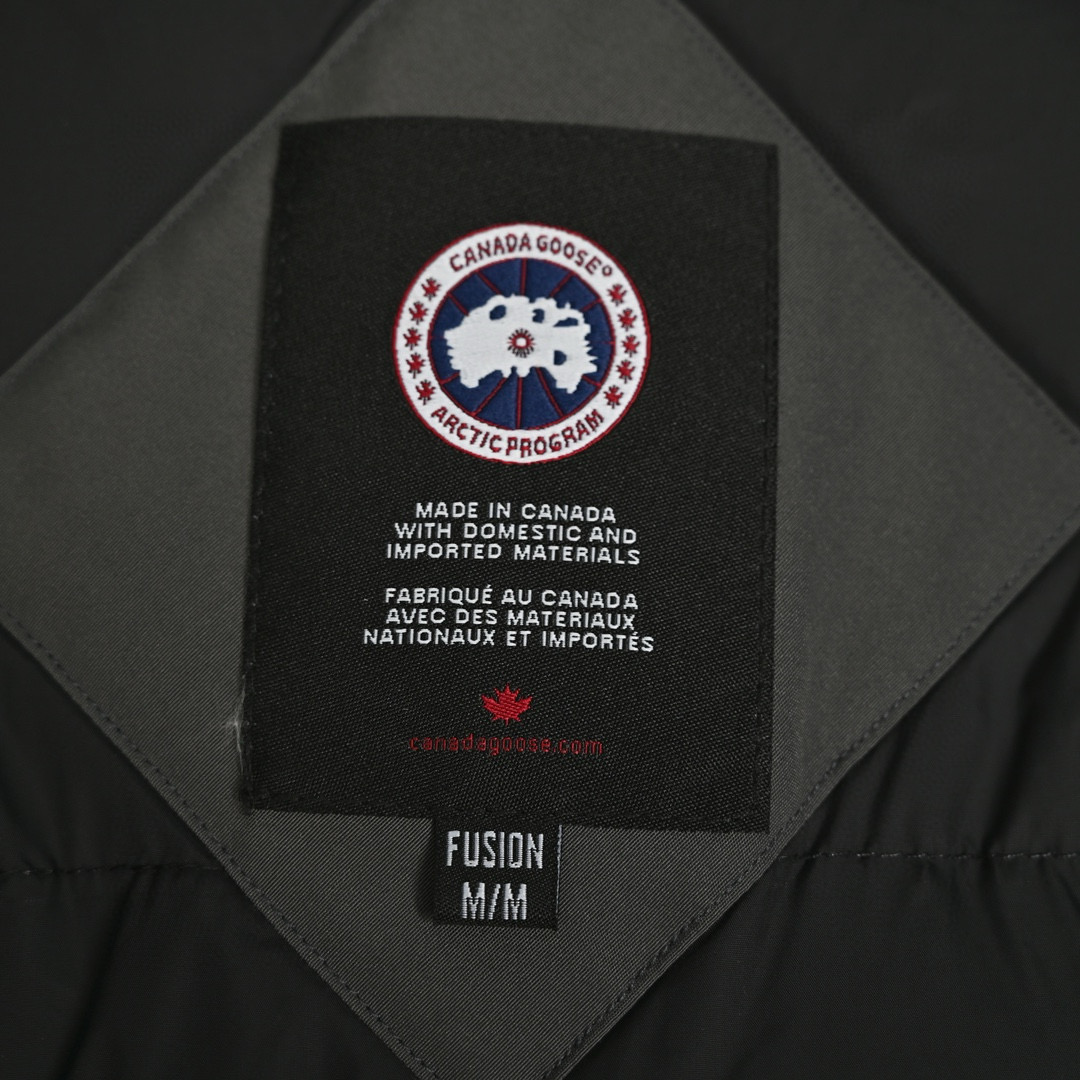 CANADA GOOSE
ARCTIC PROGRAM
MADE IN CANADA
WITH DOMESTIC AND
IMPORTED MATERIALS
FABRIQUÉ AU CANADA
AVEC DES MATERIAUX
NATIONAUX ET IMPORTÉS
canadagoose.com
FUSION
M/M